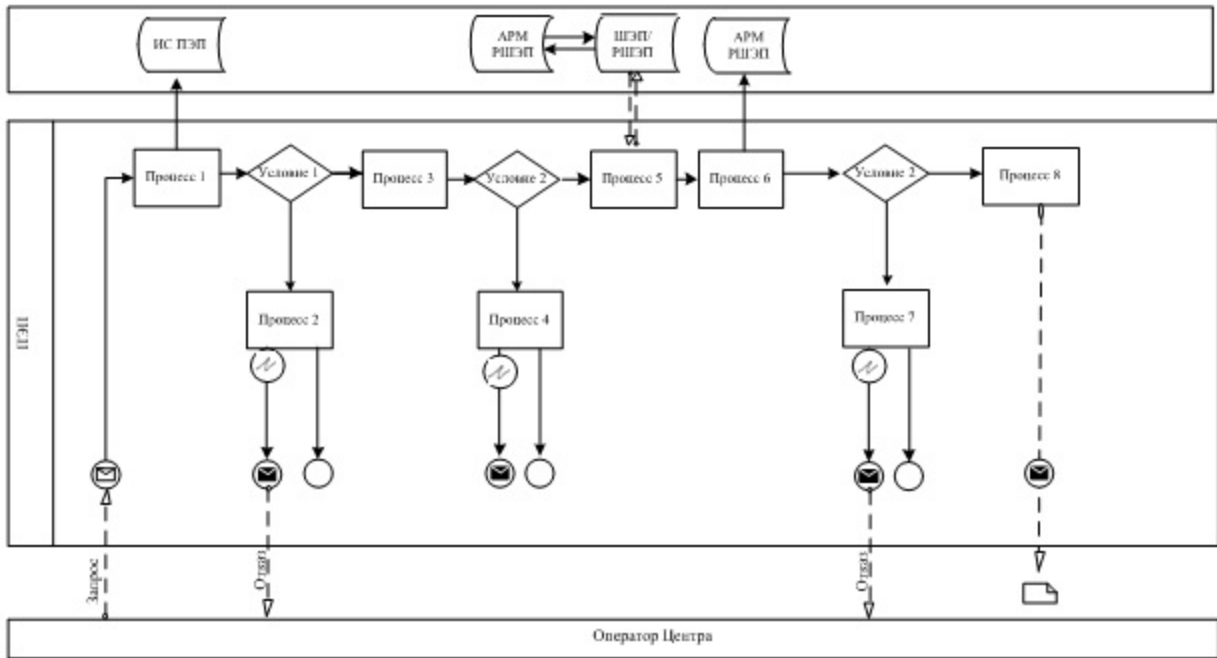 ИС ПЭП
АРМ
РШЭП
ШЭП/
РШЭП
АРМ
РШЭП
Процесс 1
Условие 1
Процесс 3
Условие 2
Процесс 5
Процесс 6
Условие 2
Процесс 8
Процесс 2
Процесс 4
Процесс 7
Запрос
Отказ
Отказ
Оператор Центра